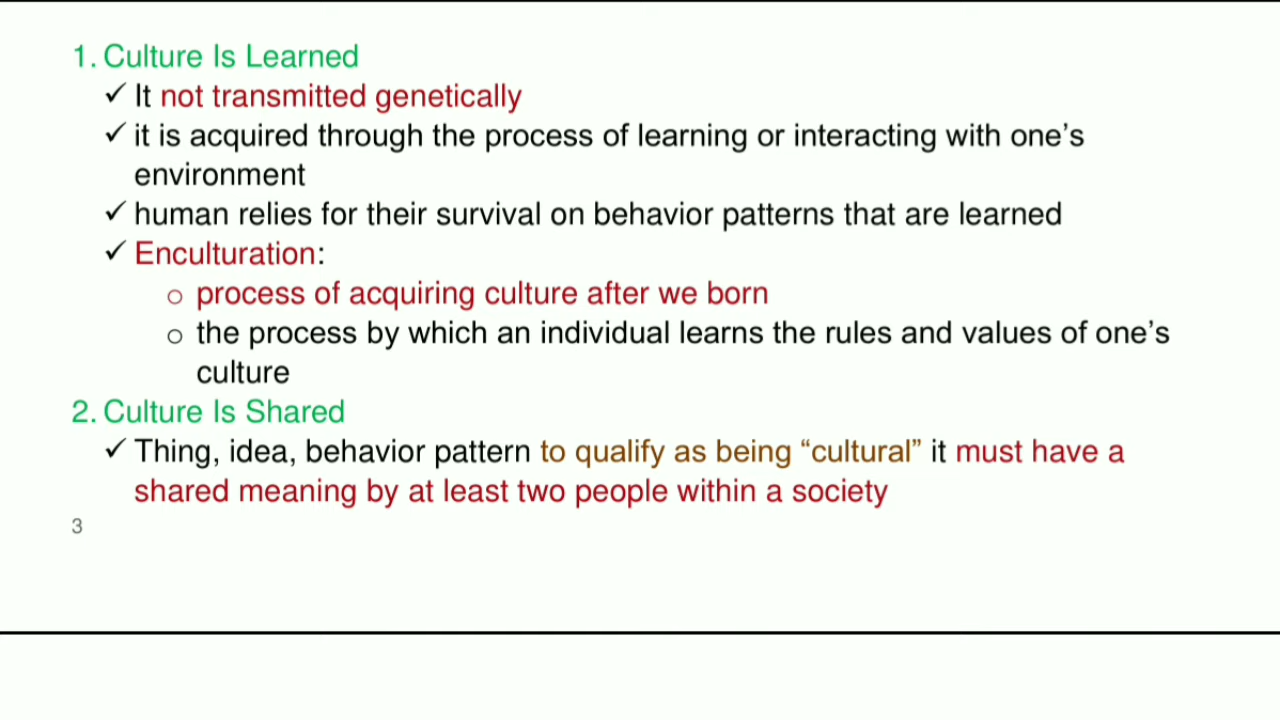 1. Culture Is Learned
✓ It not transmitted genetically
✓ it is acquired through the process of learning or interacting with one’s
environment
✓ human relies for their survival on behavior patterns that are learned
✓ Enculturation:
o process of acquiring culture after we born
o the process by which an individual learns the rules and values of one’s
culture
2. Culture Is Shared
✓ Thing, idea, behavior pattern to qualify as being “cultural” it must have a
shared meaning by at least two people within a society
3